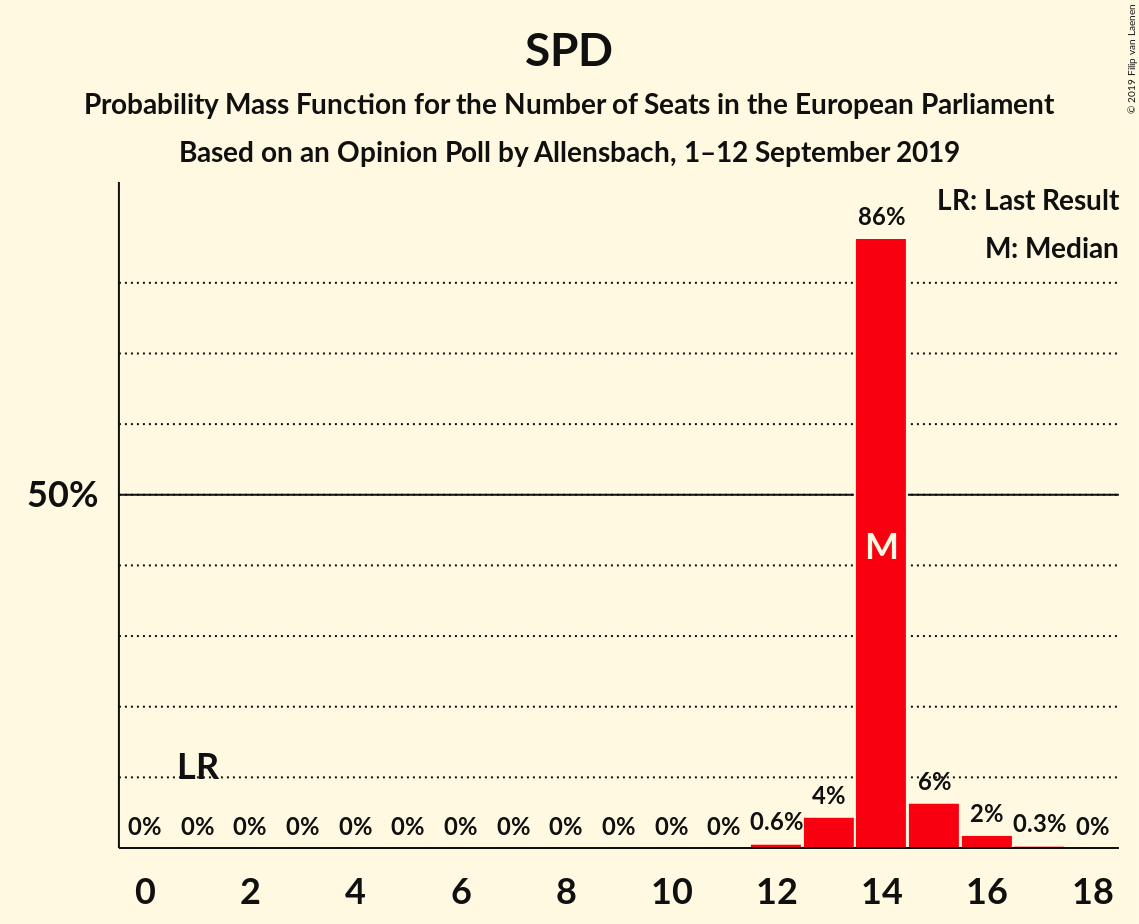 SPD
Probability Mass Function for the Number of Seats in the European Parliament
Based on an Opinion Poll by Allensbach, 1–12 September 2019
© 2019 Filip van Laenen
LR: Last Result
M: Median
86%
50%
M
LR
0% 0% 0% 0% 0% 0% 0% 0% 0% 0% 0% 0% 0.6% 4% 6% 2% 0.3% 0%
0 2 4 6 8 10 12 14 16 18